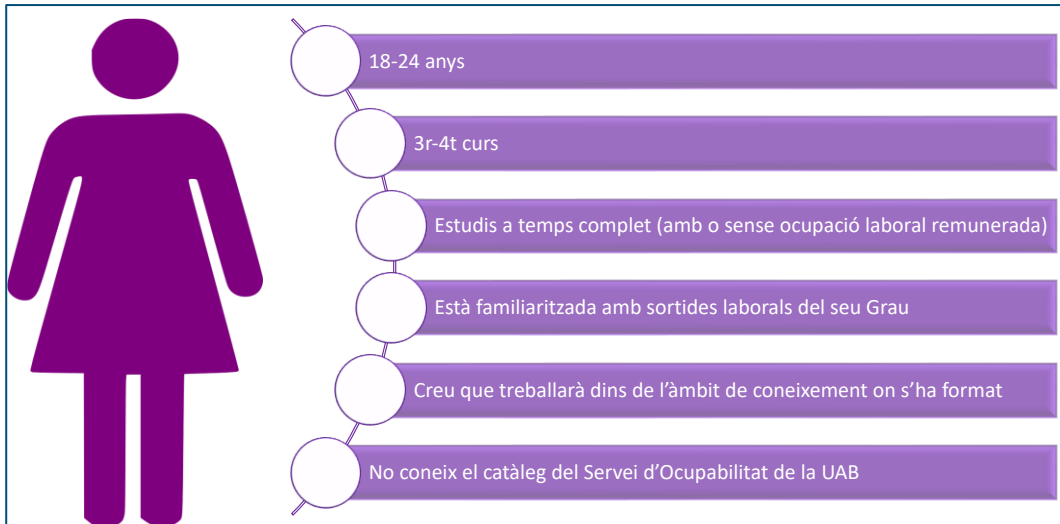 18-24 anys
3r-4t curs
Estudis a temps complet (amb o sense ocupació laboral remunerada)
Està familiaritzada amb sortides laborals del seu Grau
Creu que treballarà dins de l’àmbit de coneixement on s’ha format
No coneix el catàleg del Servei d’Ocupabilitat de la UAB